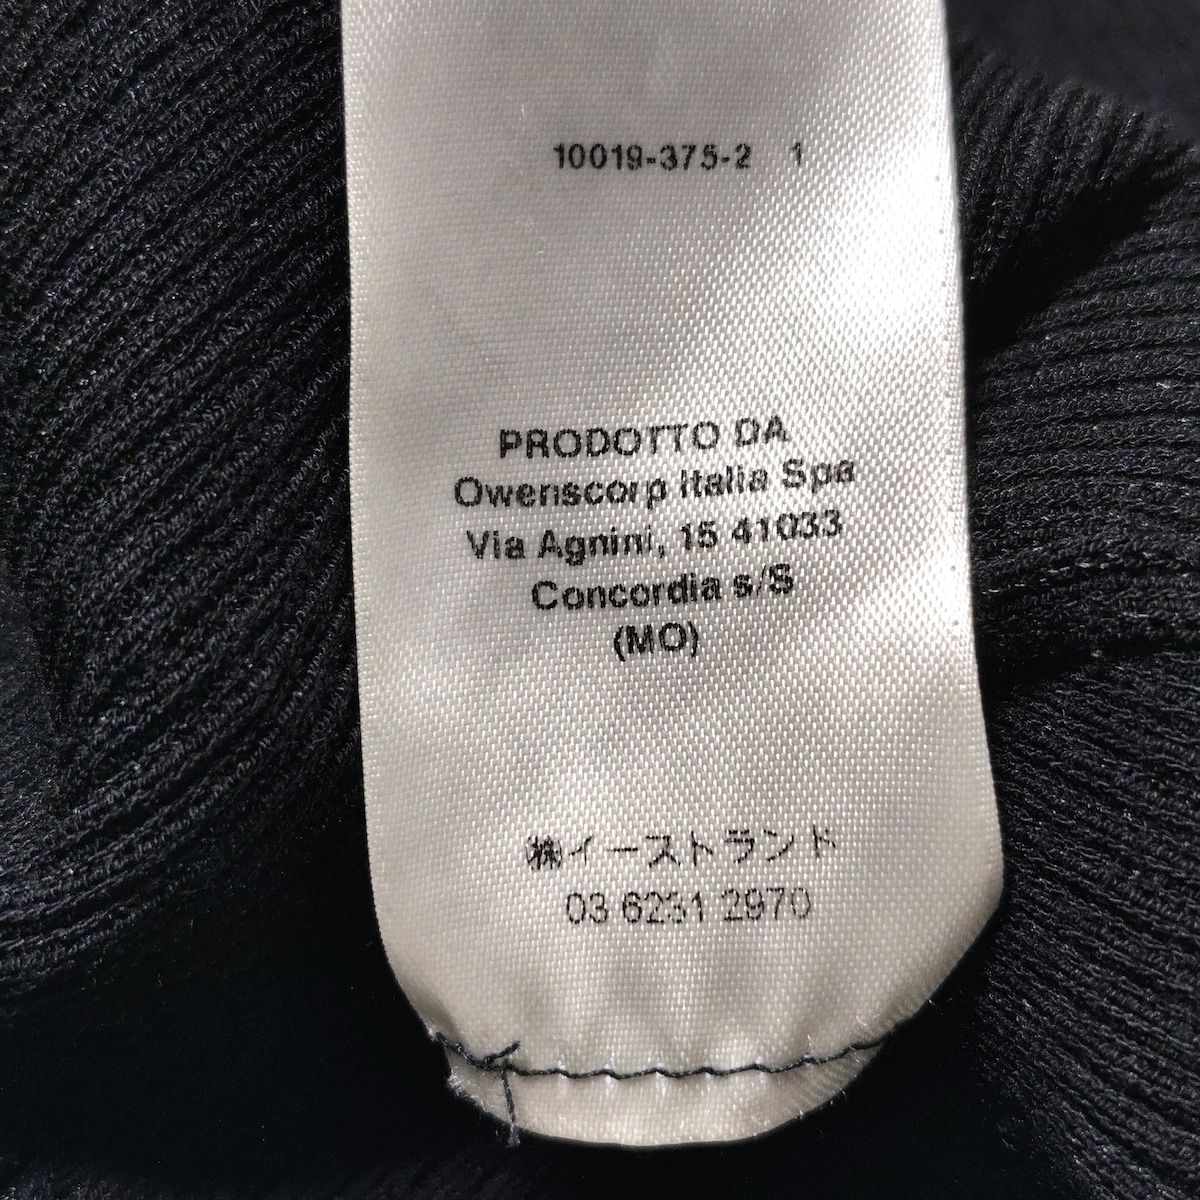 10019-375-2 1
PRODOTTO DA
Owenscorp Italia Spa
Via Agnini, 15 41033
Concordia s/S
(MO)
㈱イーストランド
03 6231 2970